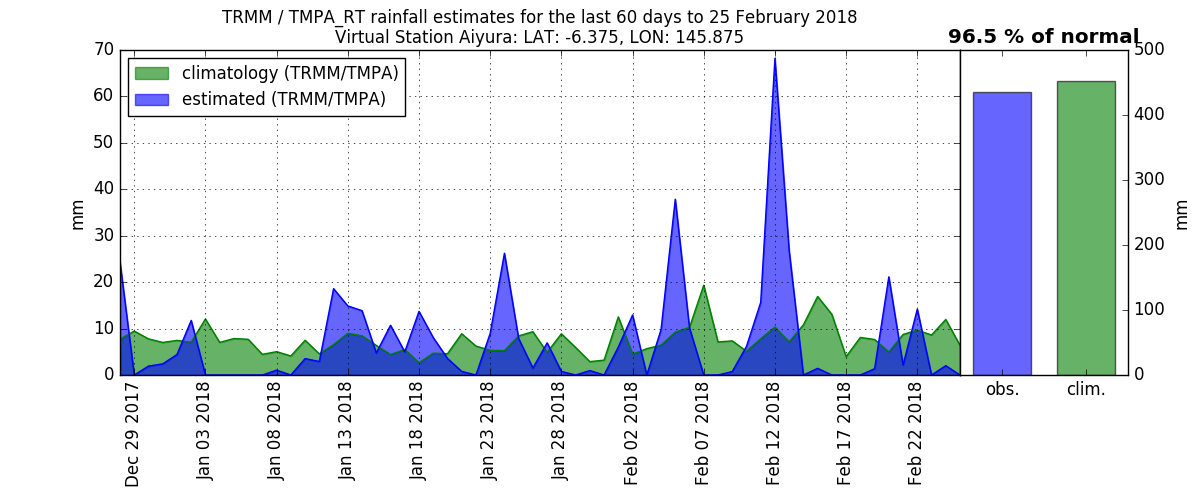 TRMM / TMPA_RT rainfall estimates for the last 60 days to 25 February 2018
Virtual Station Aiyura: LAT: -6.375, LON: 145.875
96.5 % of normal
climatology (TRMM/TMPA)
estimated (TRMM/TMPA)
70
60
50
40
30
20
10
0
mm
Dec 29 2017
Jan 03 2018
Jan 08 2018
Jan 13 2018
Jan 18 2018
Jan 23 2018
Jan 28 2018
Feb 02 2018
Feb 07 2018
Feb 12 2018
Feb 17 2018
Feb 22 2018
obs.
clim.
500
400
300
200
100
0
mm